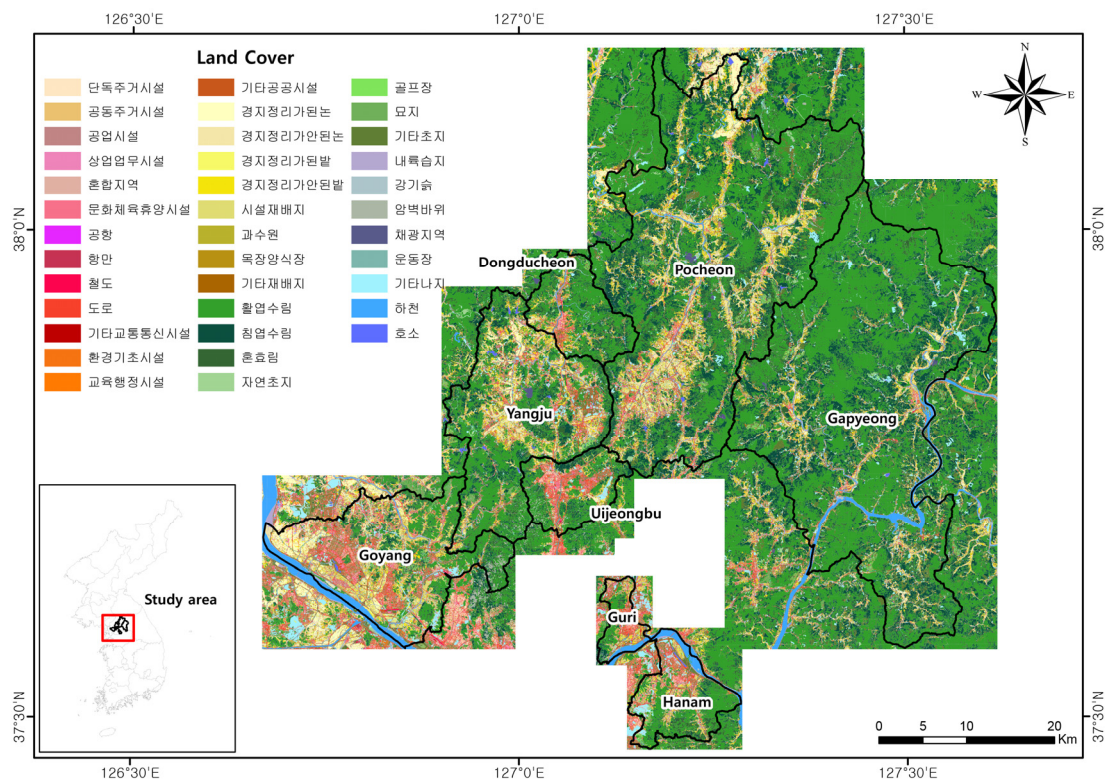 126°30'E
127°0'E
127°30'E
38°0'N
38°0'N
37°30'N
37°30'N
Land Cover
단독주거시설
공동주거시설
공업시설
상업업무시설
혼합지역
문화체육휴양시설
공항
항만
철도
도로
기타교통통신시설
환경기초시설
교육행정시설
기타공공시설
경지정리가된논
경지정리가안된논
경지정리가된밭
경지정리가안된밭
시설재배지
과수원
목장양식장
기타재배지
활엽수림
침엽수림
혼효림
자연초지
골프장
묘지
기타초지
내륙습지
강기슭
암벽바위
채광지역
운동장
기타나지
하천
호소
N
W
E
S
Dongducheon
Pocheon
Yangju
Gapyeong
Uijeongbu
Goyang
Guri
Hanam
Study area
0 5 10 20
Km
126°30'E
127°0'E
127°30'E